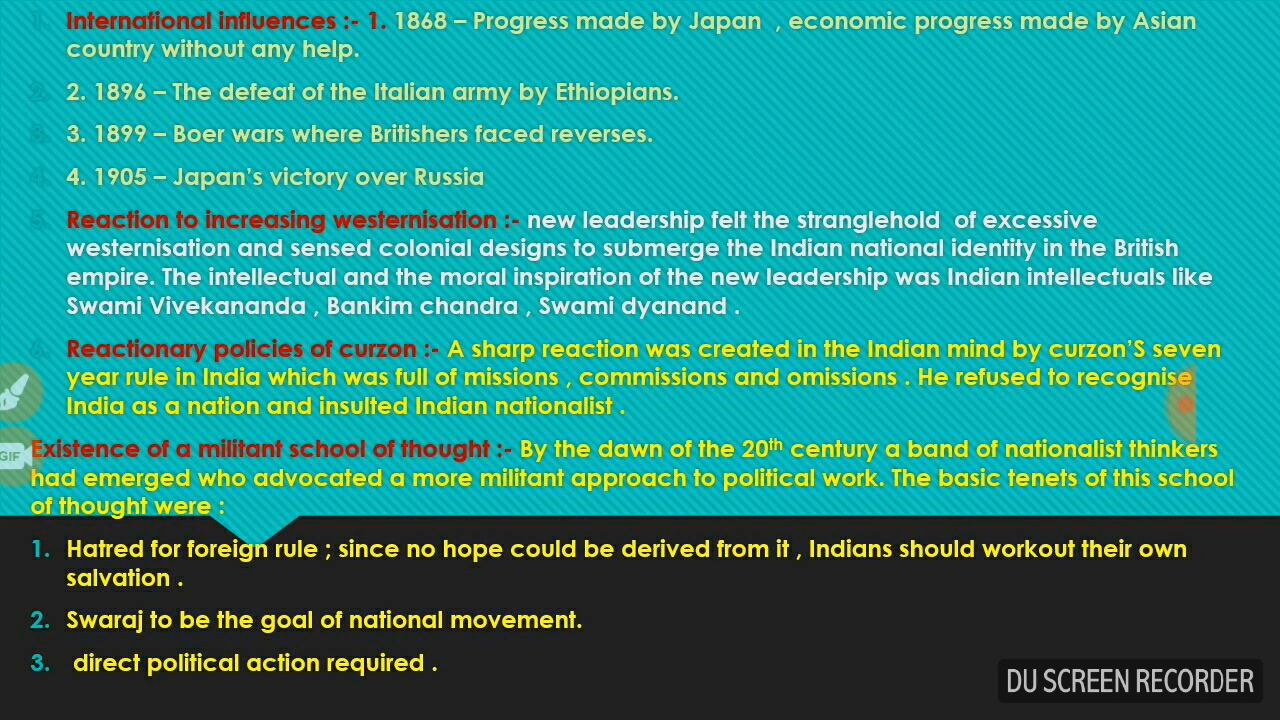 1. International influences :- 1. 1868 – Progress made by Japan , economic progress made by Asian
country without any help.
2. 2. 1896 – The defeat of the Italian army by Ethiopians.
3. 3. 1899 – Boer wars where Britishers faced reverses.
4. 4. 1905 – Japan’s victory over Russia
5. Reaction to increasing westernisation :- new leadership felt the stranglehold of excessive
westernisation and sensed colonial designs to submerge the Indian national identity in the British
empire. The intellectual and the moral inspiration of the new leadership was Indian intellectuals like
Swami Vivekananda , Bankim chandra , Swami dyanand .
6. Reactionary policies of curzon :- A sharp reaction was created in the Indian mind by curzon’S seven
year rule in India which was full of missions , commissions and omissions . He refused to recognise
India as a nation and insulted Indian nationalist .
Existence of a militant school of thought :- By the dawn of the 20th century a band of nationalist thinkers
GIF
had emerged who advocated a more militant approach to political work. The basic tenets of this school
of thought were :
1. Hatred for foreign rule ; since no hope could be derived from it , Indians should workout their own
salvation .
2. Swaraj to be the goal of national movement.
3. direct political action required .
DU SCREEN RECORDER